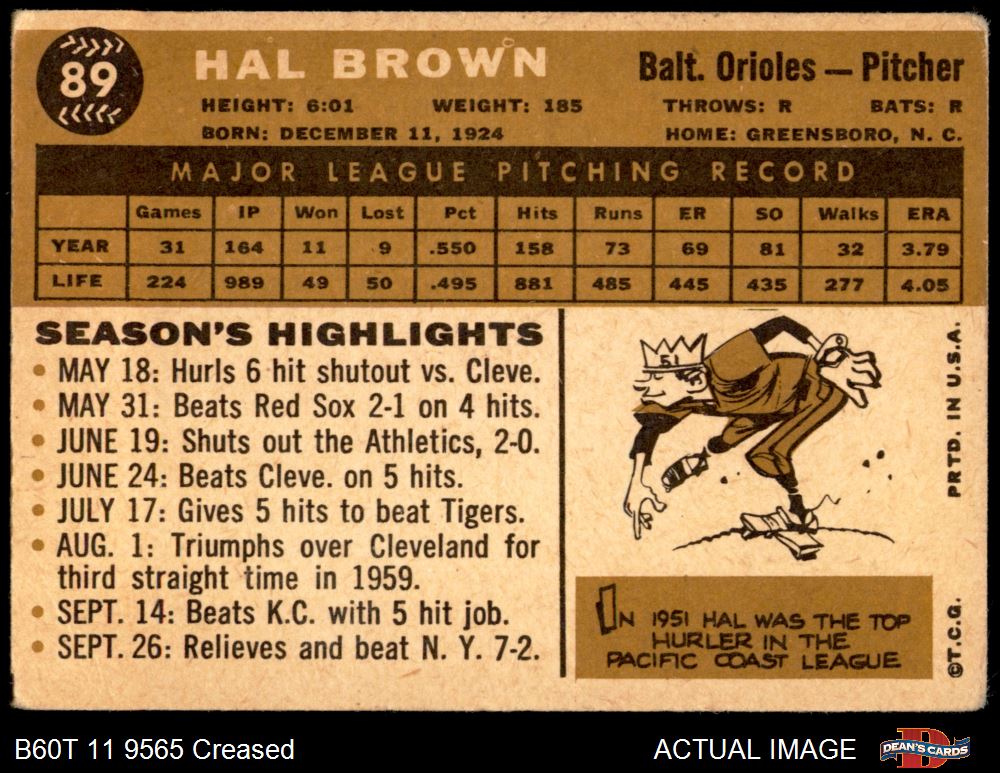 89
HAL BROWN
Balt. Orioles — Pitcher
HEIGHT: 6:01 WEIGHT: 185 THROWS: R BATS: R
BORN: DECEMBER 11, 1924 HOME: GREENSBORO, N. C.
MAJOR LEAGUE PITCHING RECORD
Games IP Won Lost Pct Hits Runs ER SO Walks ERA
YEAR 31 164 11 9 .550 158 73 69 81 32 3.79
LIFE 224 989 49 50 .495 881 485 445 435 277 4.05
SEASON'S HIGHLIGHTS
• MAY 18: Hurls 6 hit shutout vs. Cleve.
• MAY 31: Beats Red Sox 2-1 on 4 hits.
• JUNE 19: Shuts out the Athletics, 2-0.
• JUNE 24: Beats Cleve. on 5 hits.
• JULY 17: Gives 5 hits to beat Tigers.
• AUG. 1: Triumphs over Cleveland for
third straight time in 1959.
• SEPT. 14: Beats K.C. with 5 hit job.
• SEPT. 26: Relieves and beat N. Y. 7-2.
51
IN 1951 HAL WAS THE TOP
HURLER IN THE
PACIFIC COAST LEAGUE
PRTD. IN U.S.A.
©T.C.G.
B60T 11 9565 Creased
ACTUAL IMAGE
D
DEAN'S CARDS